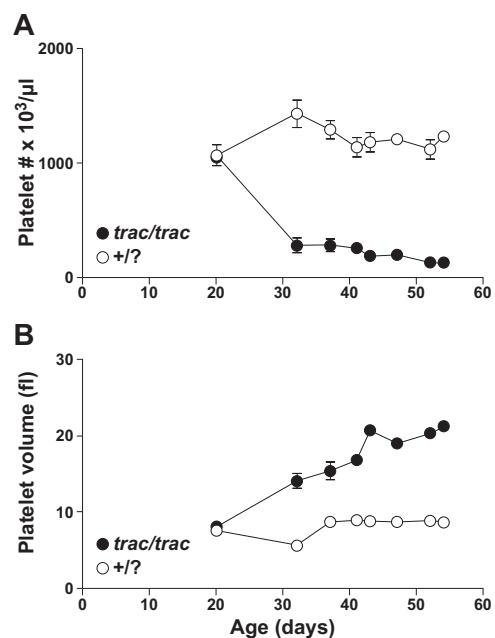 A
Platelet # x 10³/µl
2000
1000
0
trac/trac
+/?
0 10 20 30 40 50 60
B
Platelet volume (fl)
30
20
10
0
trac/trac
+/?
0 10 20 30 40 50 60
Age (days)